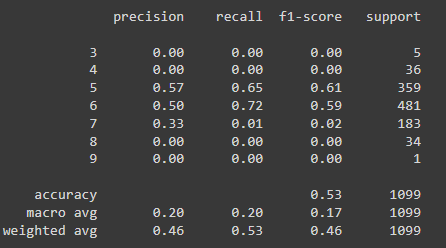 precision recall f1-score support
3 0.00 0.00 0.00 5
4 0.00 0.00 0.00 36
5 0.57 0.65 0.61 359
6 0.50 0.72 0.59 481
7 0.33 0.01 0.02 183
8 0.00 0.00 0.00 34
9 0.00 0.00 0.00 1
accuracy 0.53 1099
macro avg 0.20 0.20 0.17 1099
weighted avg 0.46 0.53 0.46 1099